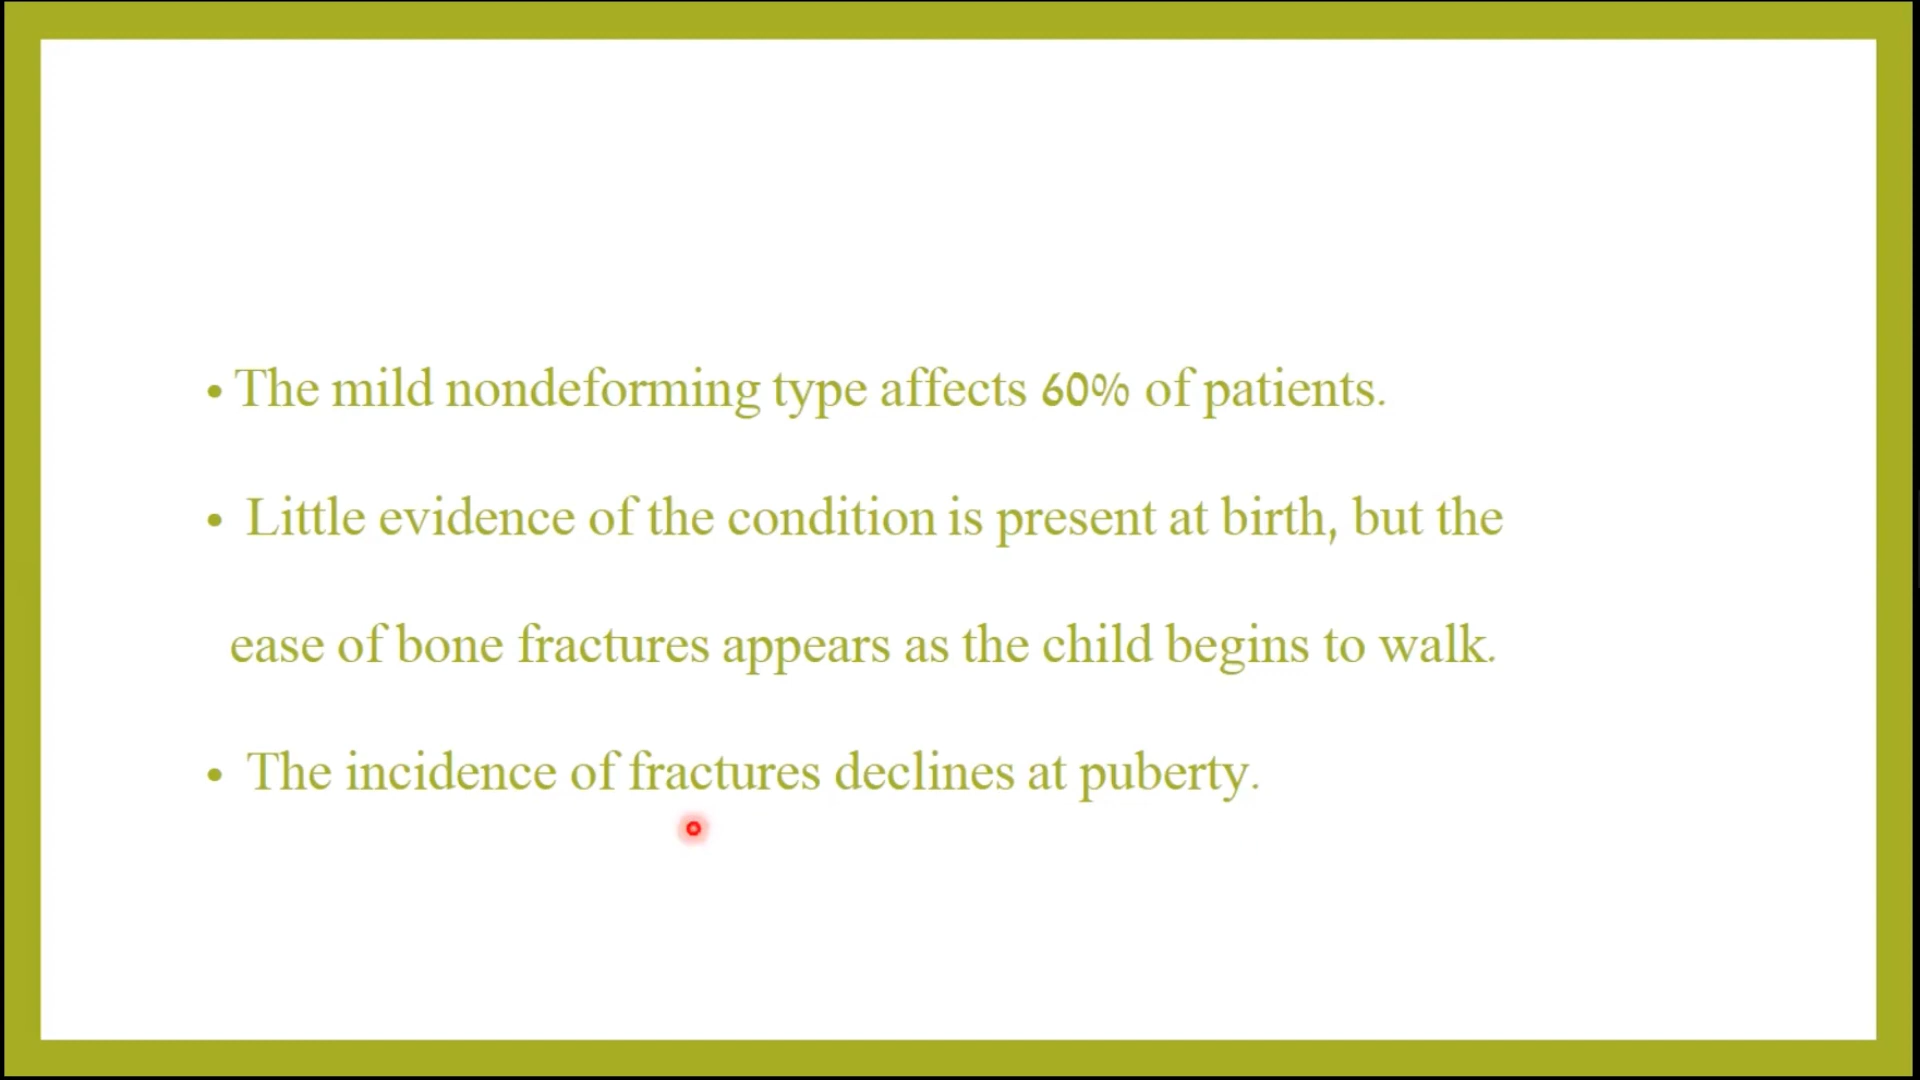 • The mild nondeforming type affects 60% of patients.
• Little evidence of the condition is present at birth, but the
ease of bone fractures appears as the child begins to walk.
• The incidence of fractures declines at puberty.